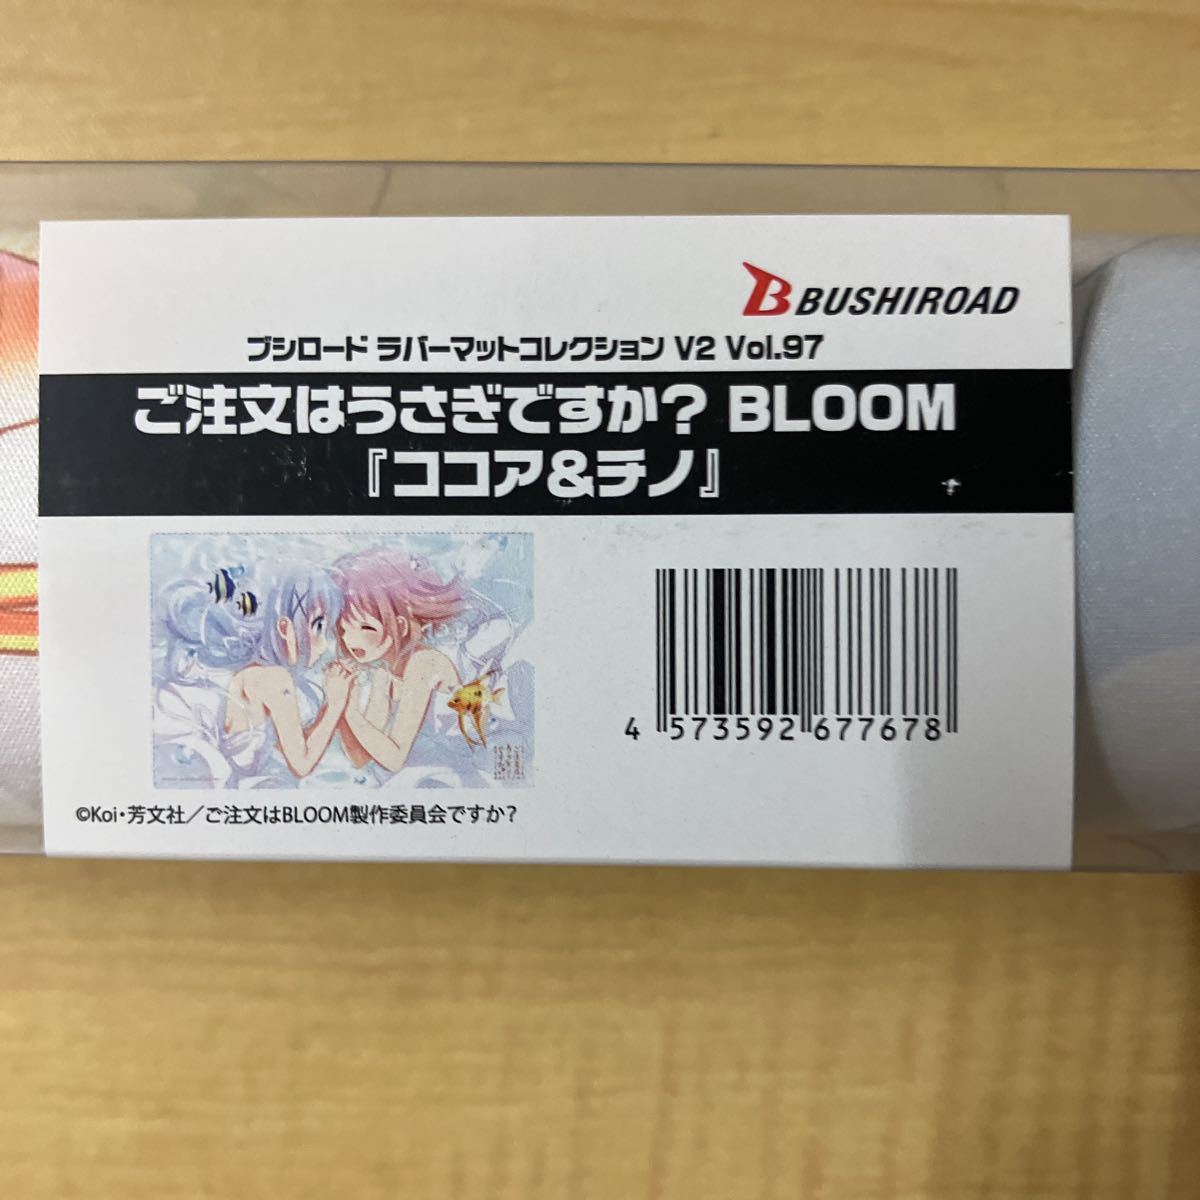 BUSHIROAD
ブシロード ラバーマットコレクション V2 Vol.97
ご注文はうさぎですか? BLOOM
『ココア&チノ』
4 573592 677678
©Koi・芳文社／ご注文はBLOOM製作委員会ですか?